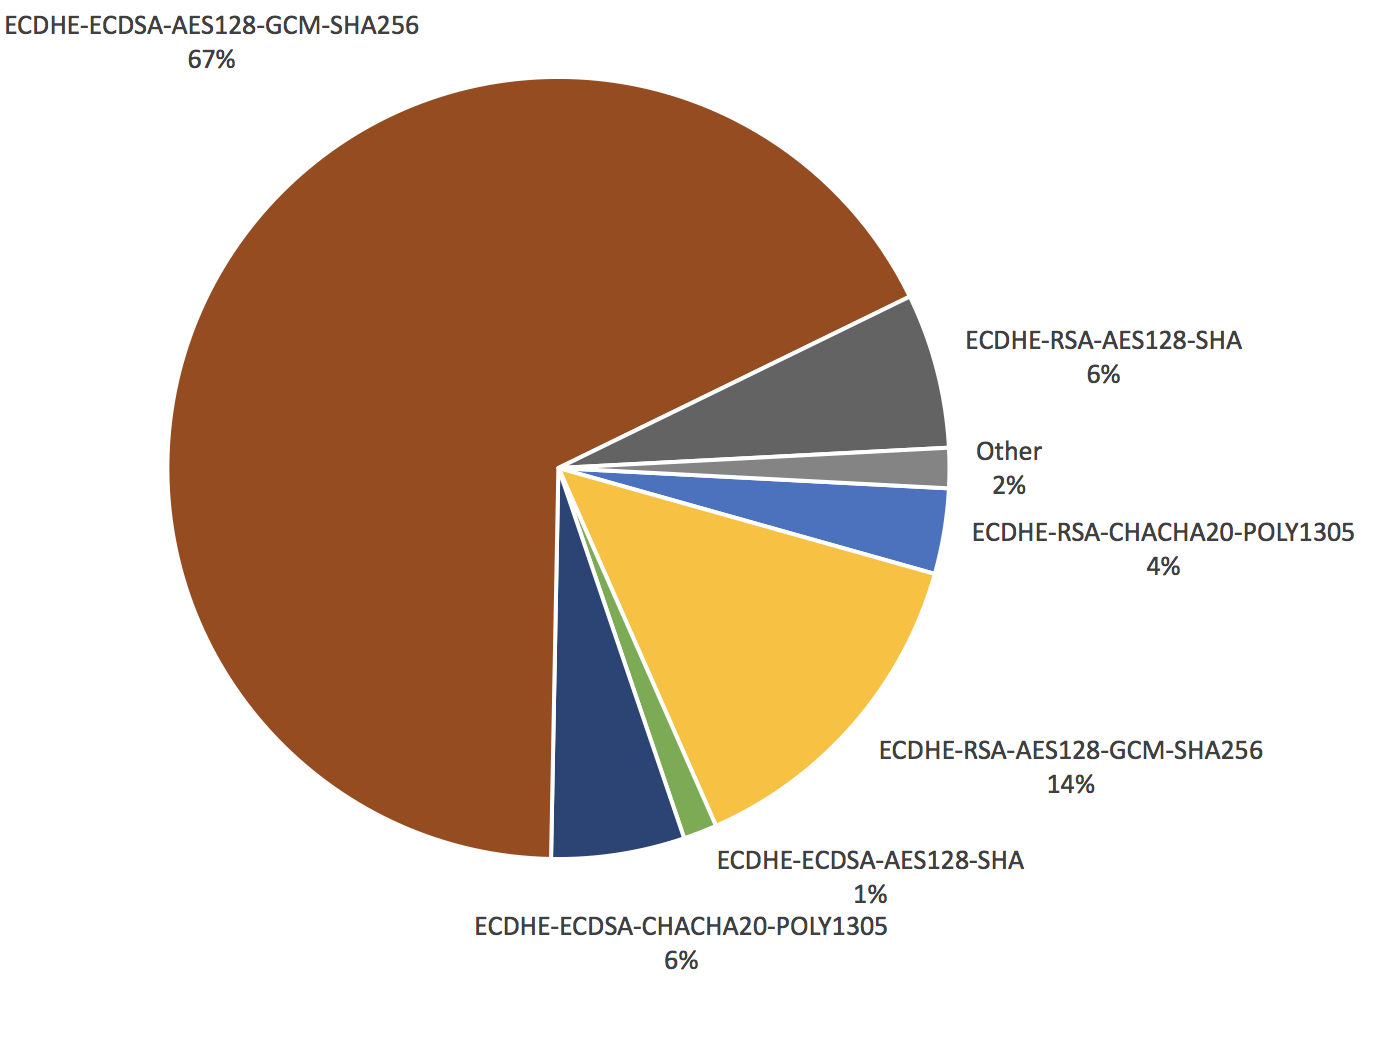 ECDHE-ECDSA-AES128-GCM-SHA256
67%
ECDHE-RSA-AES128-SHA
6%
Other
2%
ECDHE-RSA-CHACHA20-POLY1305
4%
ECDHE-RSA-AES128-GCM-SHA256
14%
ECDHE-ECDSA-AES128-SHA
1%
ECDHE-ECDSA-CHACHA20-POLY1305
6%